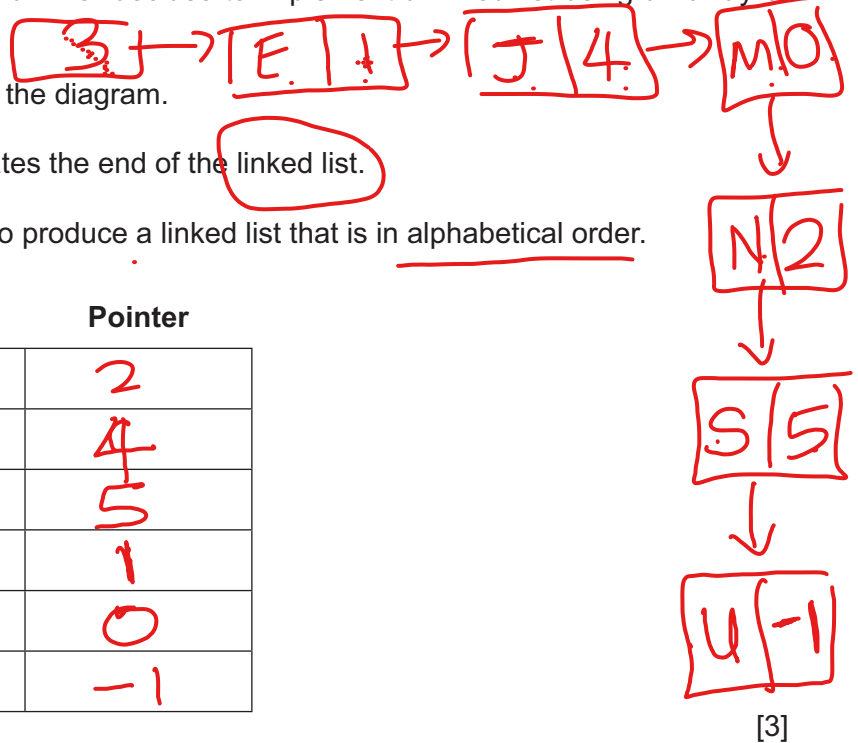 3 E 1 J 4 M 0
the diagram.
tes the end of the linked list.
o produce a linked list that is in alphabetical order.
N 2
Pointer
2
4
S 5
5
1
0
U -1
-1
[3]